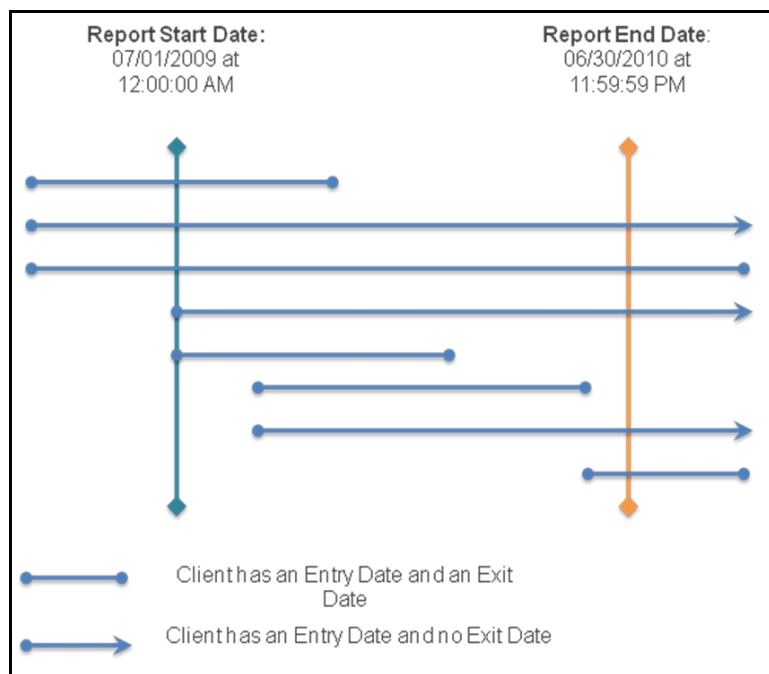 Report Start Date:
07/01/2009 at
12:00:00 AM
Report End Date:
06/30/2010 at
11:59:59 PM
Client has an Entry Date and an Exit
Date
Client has an Entry Date and no Exit Date